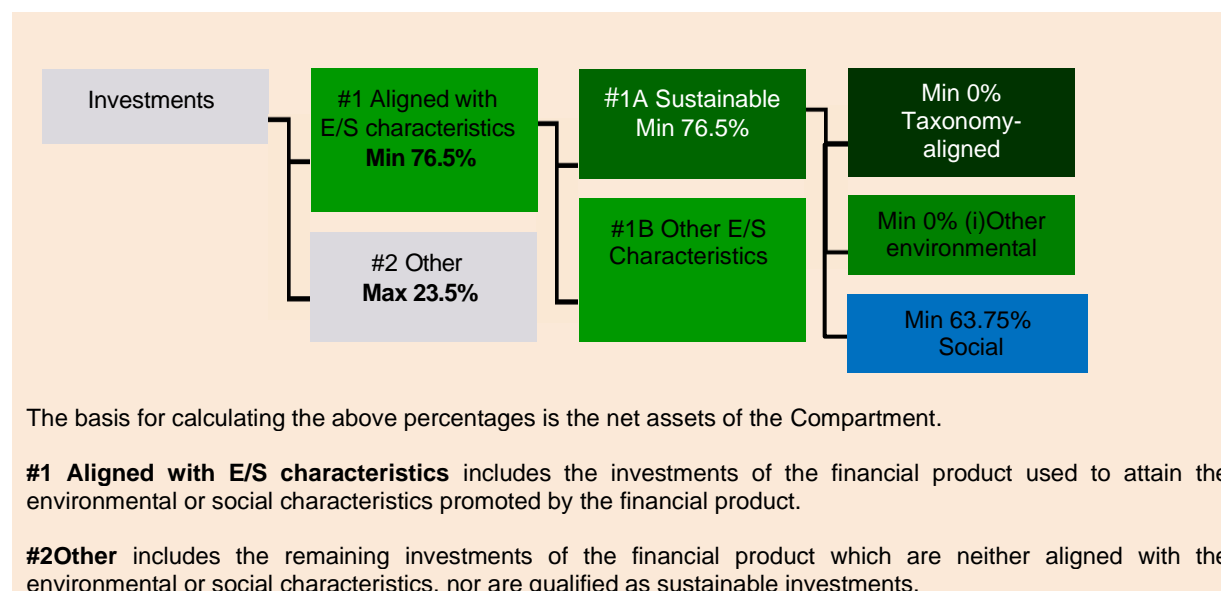 Investments
#1 Aligned with
E/S characteristics
Min 76.5%
#2 Other
Max 23.5%
#1A Sustainable
Min 76.5%
#1B Other E/S
Characteristics
Min 0%
Taxonomy-
aligned
Min 0% (i)Other
environmental
Min 63.75%
Social
The basis for calculating the above percentages is the net assets of the Compartment.
#1 Aligned with E/S characteristics includes the investments of the financial product used to attain the
environmental or social characteristics promoted by the financial product.
#2Other includes the remaining investments of the financial product which are neither aligned with the
environmental or social characteristics, nor are qualified as sustainable investments.